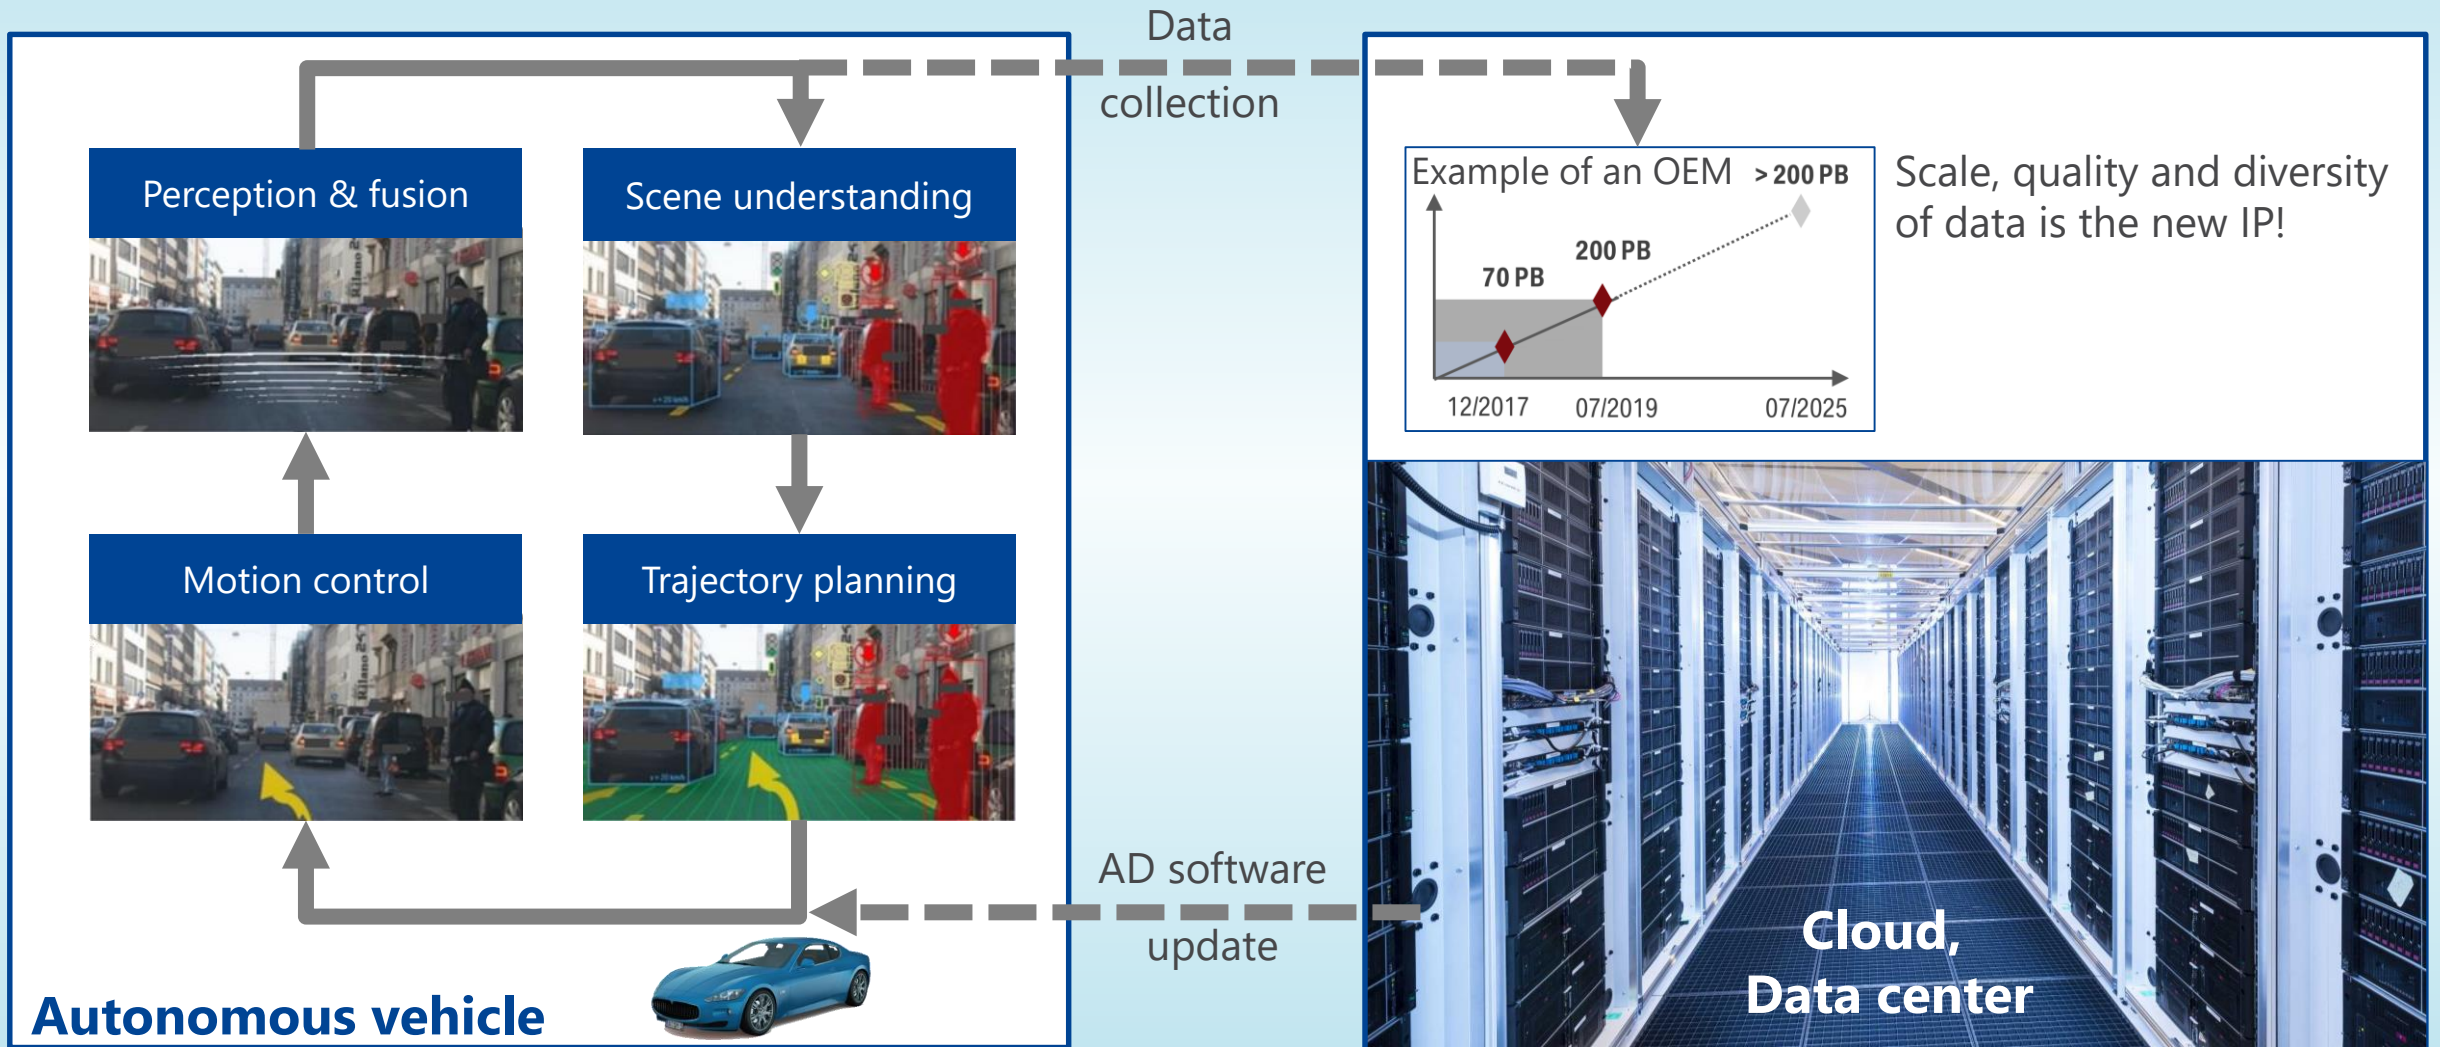 Data
collection
Perception & fusion
Scene understanding
Motion control
Trajectory planning
Autonomous vehicle
AD software
update
Example of an OEM
> 200 PB
200 PB
70 PB
12/2017
07/2019
07/2025
Scale, quality and diversity
of data is the new IP!
Cloud,
Data center
Milano